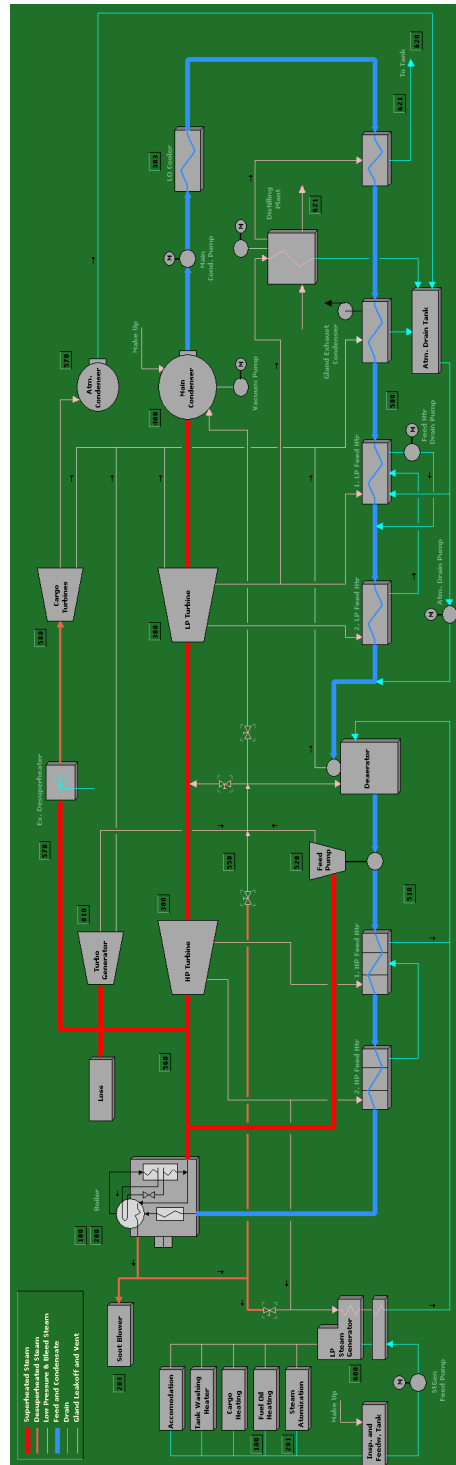 Superheated Steam
Desuperheated Steam
Low Pressure & Bleed Steam
Feed and Condensate
Drain
Gland Leakoff and Vent
Soot Blower
203
Accomodation
Tank Washing
Heater
Cargo
Heating
Fuel Oil
Heating
Steam
Atomization
201
Insp. and
Feedw. Tank
Make Up
LP
Steam
Generator
600
StGen
Feed Pump
M
Boiler
100
200
560
Loss
Turbo
Generator
810
570
Ex. Desuperheater
580
Cargo
Turbines
Atm.
Condenser
570
HP Turbine
300
LP Turbine
300
Main
Condenser
400
Make Up
Vacuum Pump
M
Main
Cond. Pump
M
LO Cooler
303
550
520
Feed
Pump
510
2. HP Feed Htr
1. HP Feed Htr
Deaerator
2. LP Feed Htr
1. LP Feed Htr
500
Feed Htr
Drain Pump
M
Atm. Drain Pump
M
Gland Exhaust
Condenser
Atm. Drain Tank
Distilling
Plant
M
621
621
To Tank
620